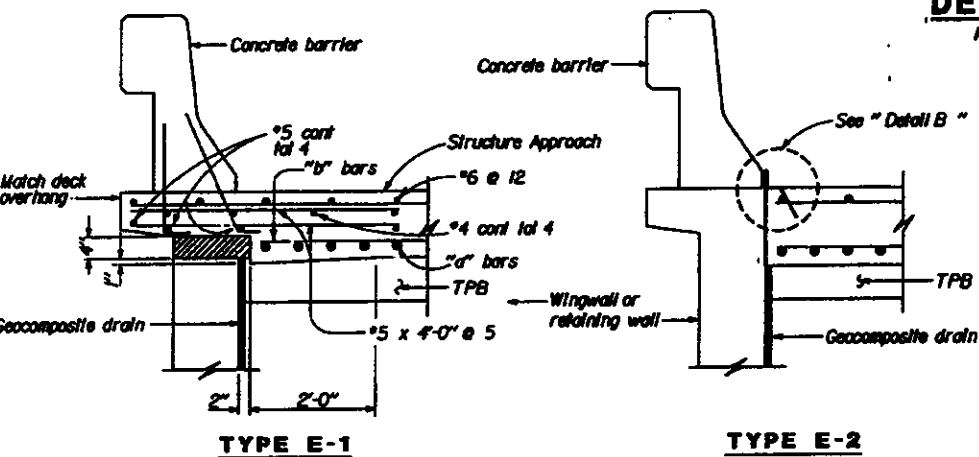 DE
Concrete barrier
Concrete barrier
#5 cont
tot 4
"b" bars
Structure Approach
See "Detail B"
Match deck
overhang
#6 @ 12
#4 cont tot 4
4"
1"
"a" bars
TPB
TPB
Wingwall or
retaining wall
Geocomposite drain
#5 x 4'-0" @ 5
Geocomposite drain
2"
2'-0"
TYPE E-1
TYPE E-2